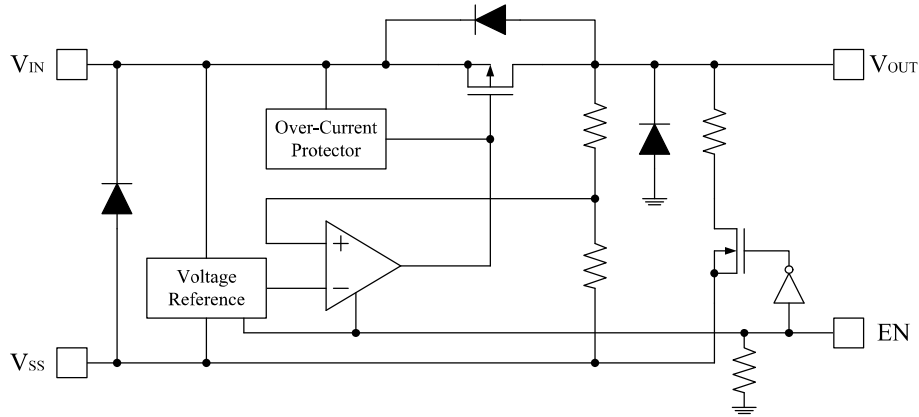 VIN
VOUT
Over-Current
Protector
+
Voltage
Reference
−
EN
VSS